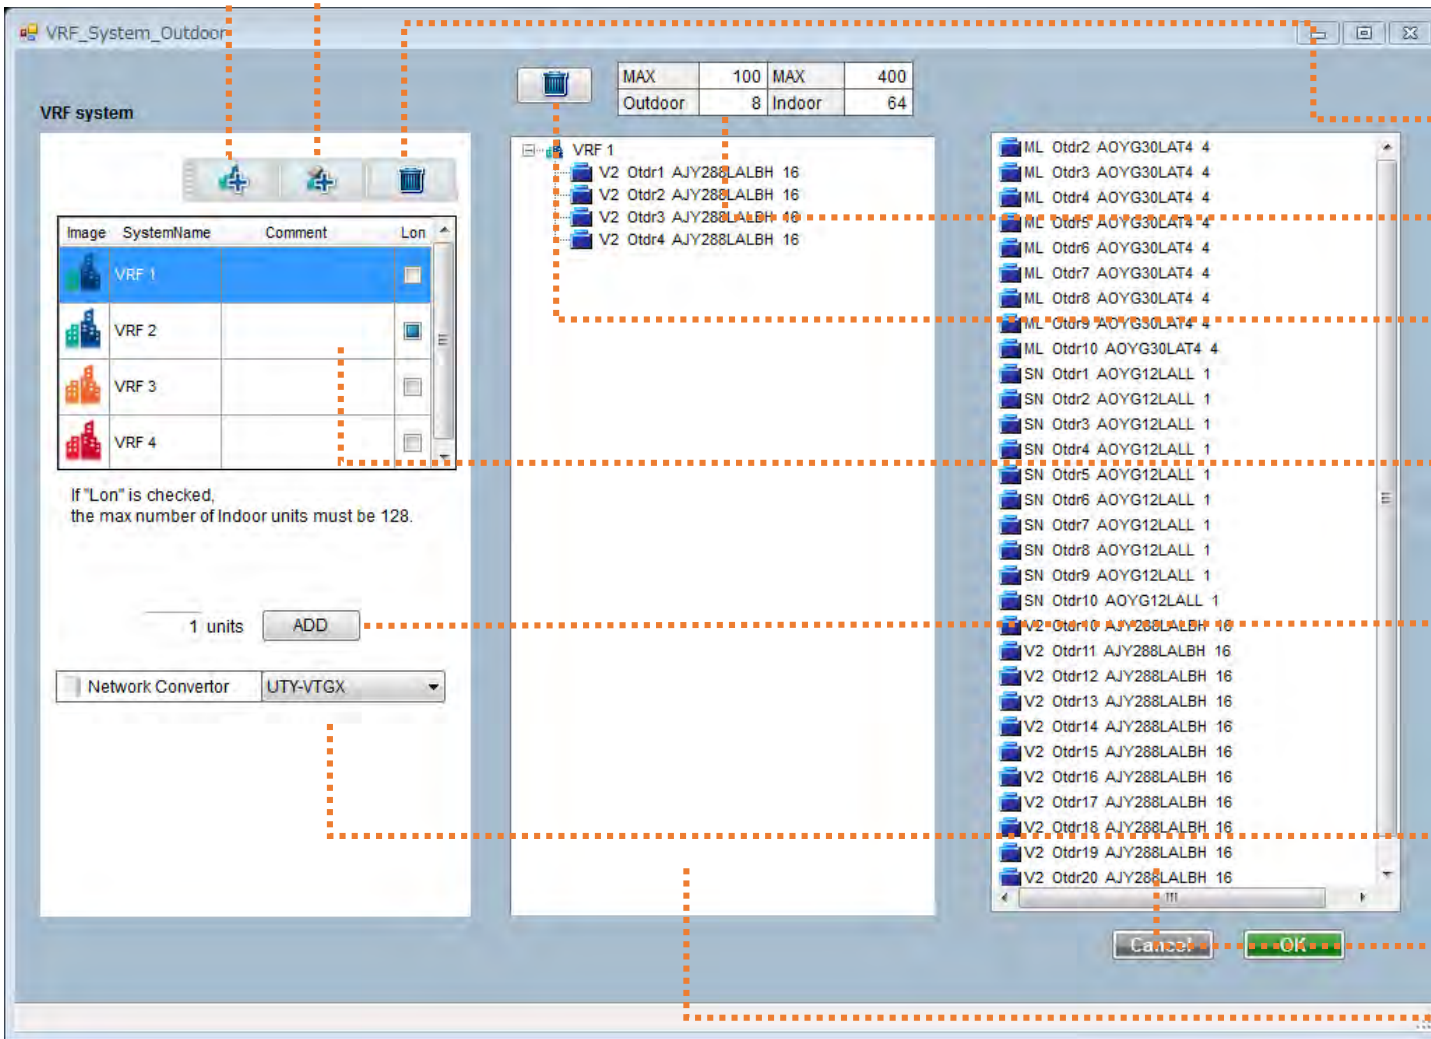 VRF_System_Outdoor
MAX 100 MAX 400
Outdoor 8 Indoor 64
VRF system
Image SystemName Comment Lon
VRF 1
VRF 2
VRF 3
VRF 4
If "Lon" is checked,
the max number of Indoor units must be 128.
1 units ADD
Network Convertor UTY-VTGX
VRF 1
V2 Otdr1 AJY288LALBH 16
V2 Otdr2 AJY288LALBH 16
V2 Otdr3 AJY288LALBH 16
V2 Otdr4 AJY288LALBH 16
ML Otdr2 AOYG30LAT4 4
ML Otdr3 AOYG30LAT4 4
ML Otdr4 AOYG30LAT4 4
ML Otdr5 AOYG30LAT4 4
ML Otdr6 AOYG30LAT4 4
ML Otdr7 AOYG30LAT4 4
ML Otdr8 AOYG30LAT4 4
ML Otdr9 AOYG30LAT4 4
ML Otdr10 AOYG30LAT4 4
SN Otdr1 AOYG12LALL 1
SN Otdr2 AOYG12LALL 1
SN Otdr3 AOYG12LALL 1
SN Otdr4 AOYG12LALL 1
SN Otdr5 AOYG12LALL 1
SN Otdr6 AOYG12LALL 1
SN Otdr7 AOYG12LALL 1
SN Otdr8 AOYG12LALL 1
SN Otdr9 AOYG12LALL 1
SN Otdr10 AOYG12LALL 1
V2 Otdr10 AJY288LALBH 16
V2 Otdr11 AJY288LALBH 16
V2 Otdr12 AJY288LALBH 16
V2 Otdr13 AJY288LALBH 16
V2 Otdr14 AJY288LALBH 16
V2 Otdr15 AJY288LALBH 16
V2 Otdr16 AJY288LALBH 16
V2 Otdr17 AJY288LALBH 16
V2 Otdr18 AJY288LALBH 16
V2 Otdr19 AJY288LALBH 16
V2 Otdr20 AJY288LALBH 16
Cancel OK